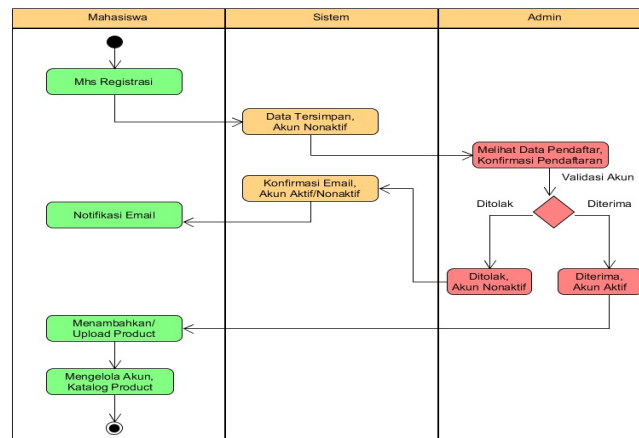 Mahasiswa
Sistem
Admin
Mhs Registrasi
Data Tersimpan,
Akun Nonaktif
Melihat Data Pendaftar,
Konfirmasi Pendaftaran
Validasi Akun
Konfirmasi Email,
Akun Aktif/Nonaktif
Notifikasi Email
Ditolak
Diterima
Ditolak,
Akun Nonaktif
Diterima,
Akun Aktif
Menambahkan/
Upload Product
Mengelola Akun,
Katalog Product